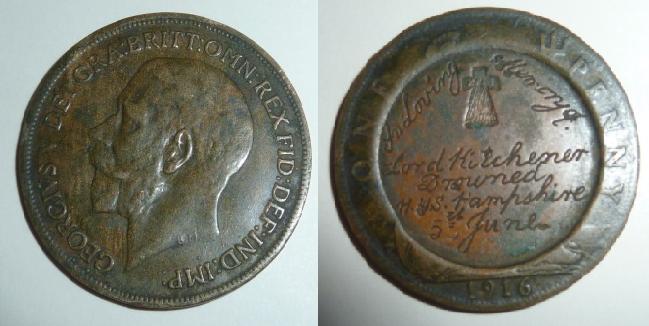 GEORGIVS V DEI GRA: BRITT: OMN: REX FID: DEF: IND: IMP:
ONE PENNY
In Loving Memory of
Lord Kitchener
Drowned
H.M.S. Hampshire
5th June
1916